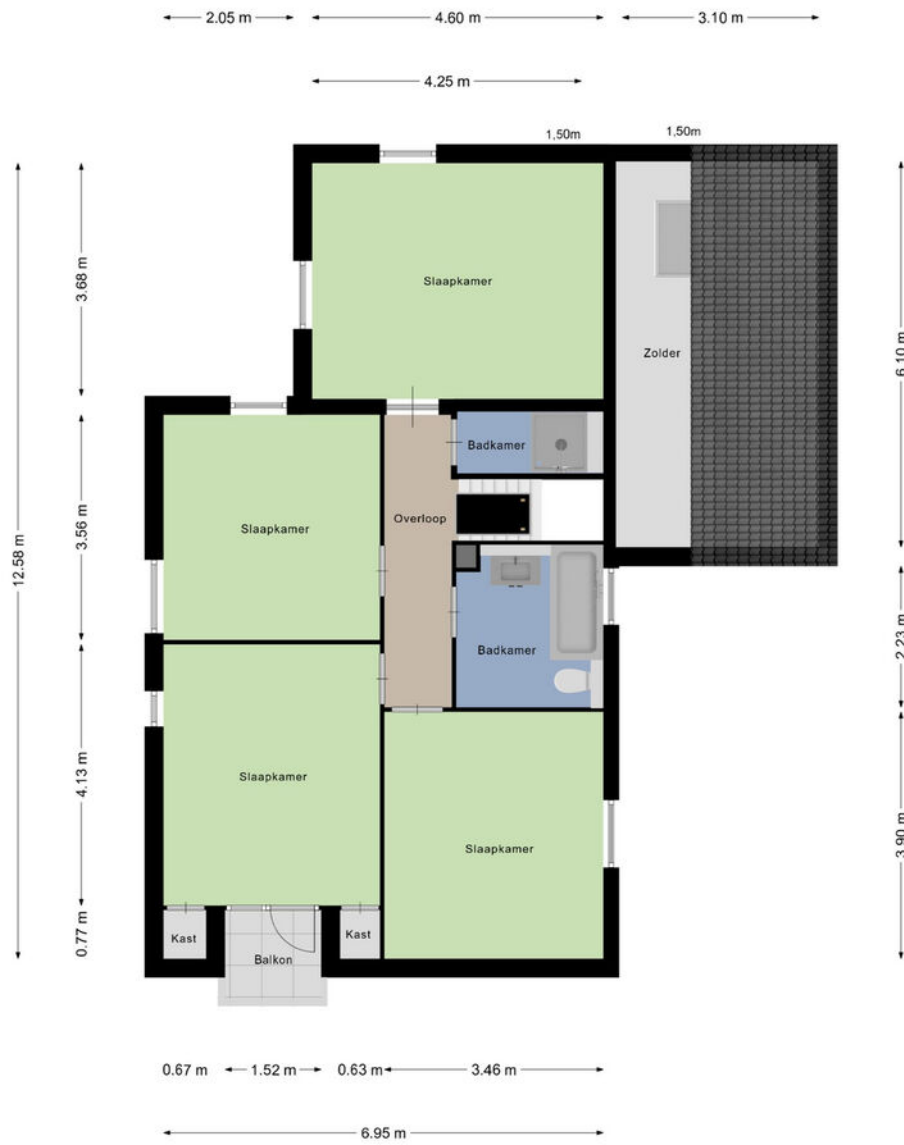 2.05 m
4.60 m
3.10 m
4.25 m
1,50m
1,50m
Slaapkamer
3.68 m
Zolder
6.10 m
Badkamer
Overloop
Slaapkamer
3.56 m
12.58 m
Badkamer
2.23 m
Slaapkamer
4.13 m
Slaapkamer
3.90 m
Kast
Kast
Balkon
0.77 m
0.67 m
1.52 m
0.63 m
3.46 m
6.95 m